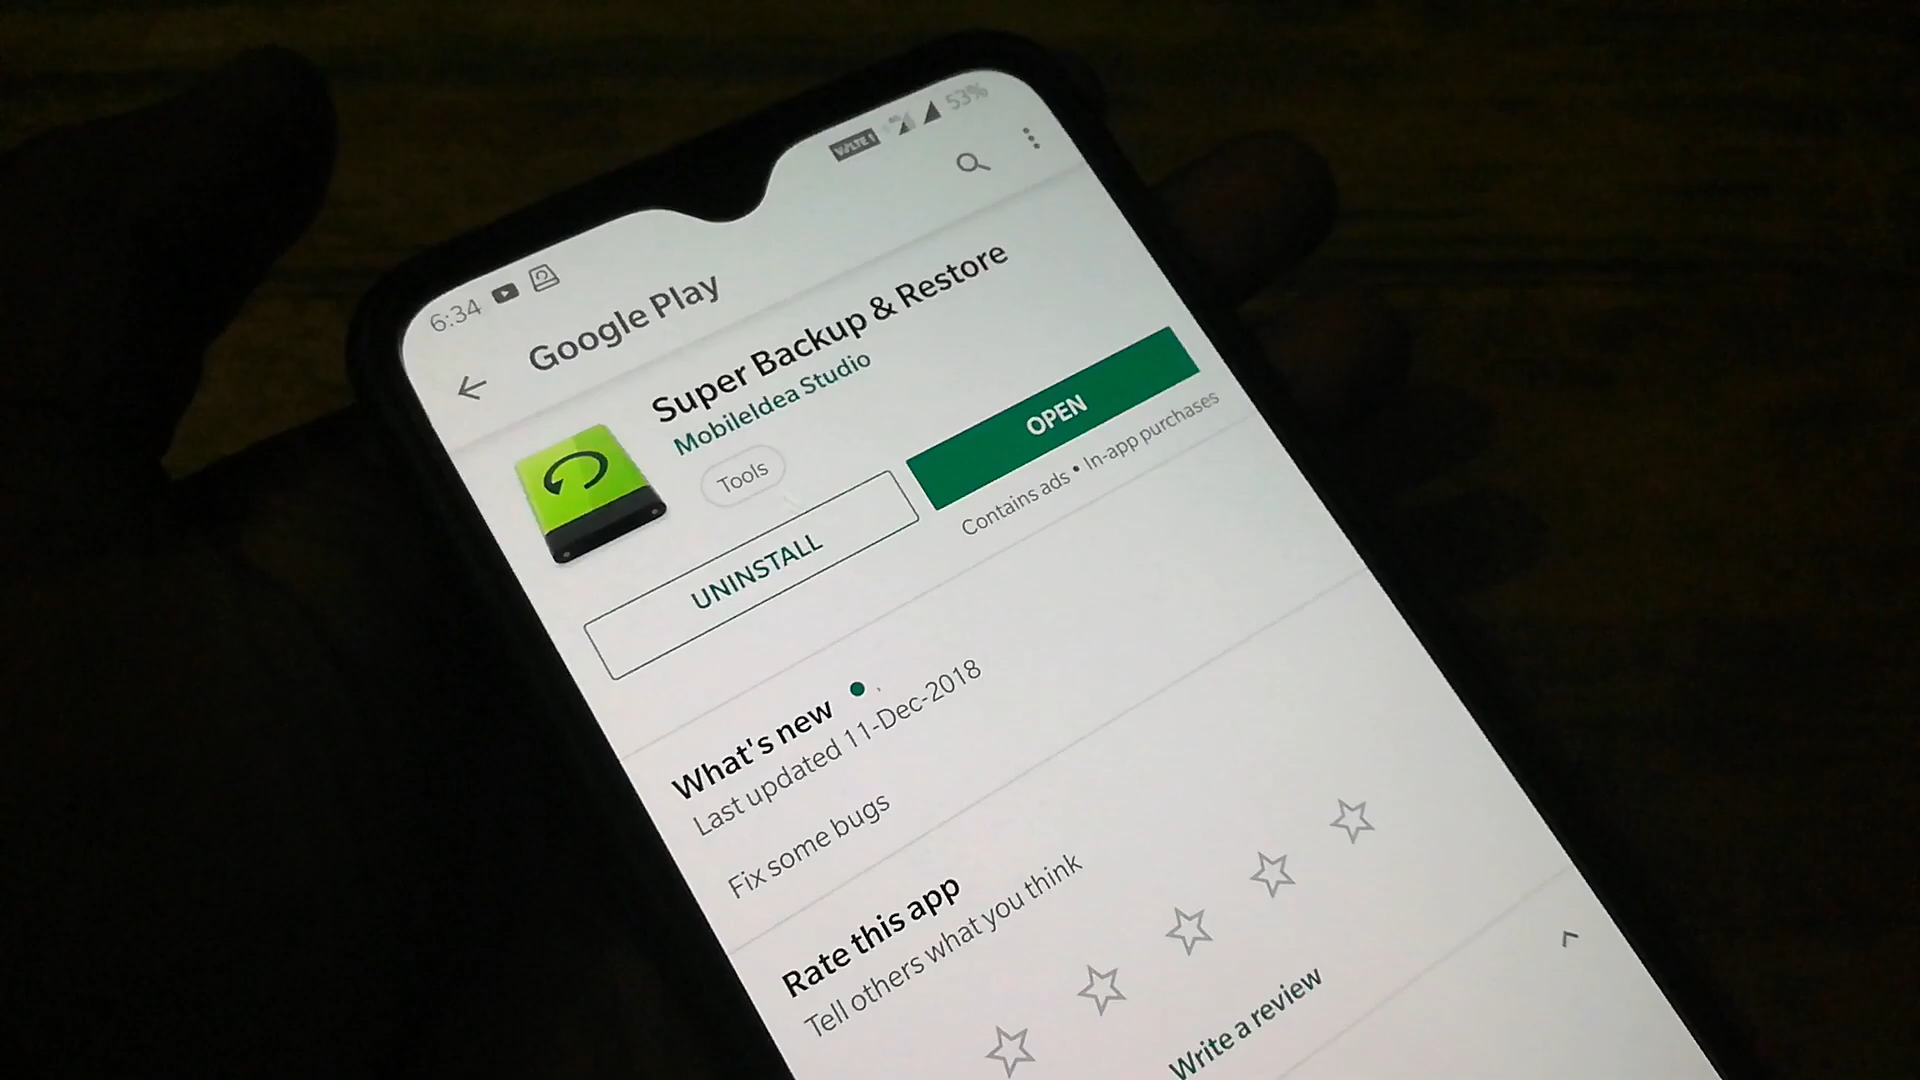 6:34
VoLTE 1
53%
Google Play
Super Backup & Restore
MobileIdea Studio
Tools
UNINSTALL
OPEN
Contains ads • In-app purchases
What's new
Last updated 11-Dec-2018
Fix some bugs
Rate this app
Tell others what you think
Write a review